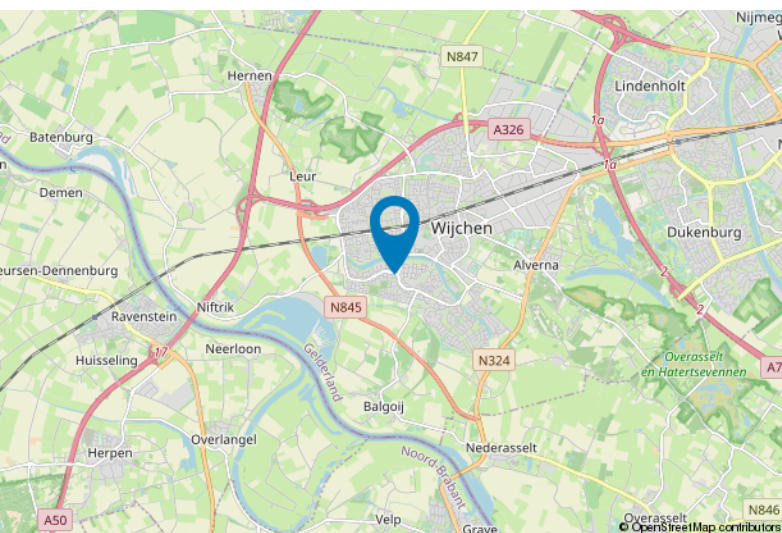 Nijmeg
N847
Hernen
Lindenholt
1a
A326
Batenburg
1a
Leur
Demen
Wijchen
Dukenburg
Alverna
eursen-Dennenburg
2
Niftrik
N845
2
Ravenstein
17
Neerloon
Gelderland
Huisseling
N324
Overasselt
en Hatertsevennen
A7
Balgoij
Overlangel
Nederasselt
Herpen
Noord-Brabant
N846
A50
Velp
Overasselt
Grave
© OpenStreetMap contributors